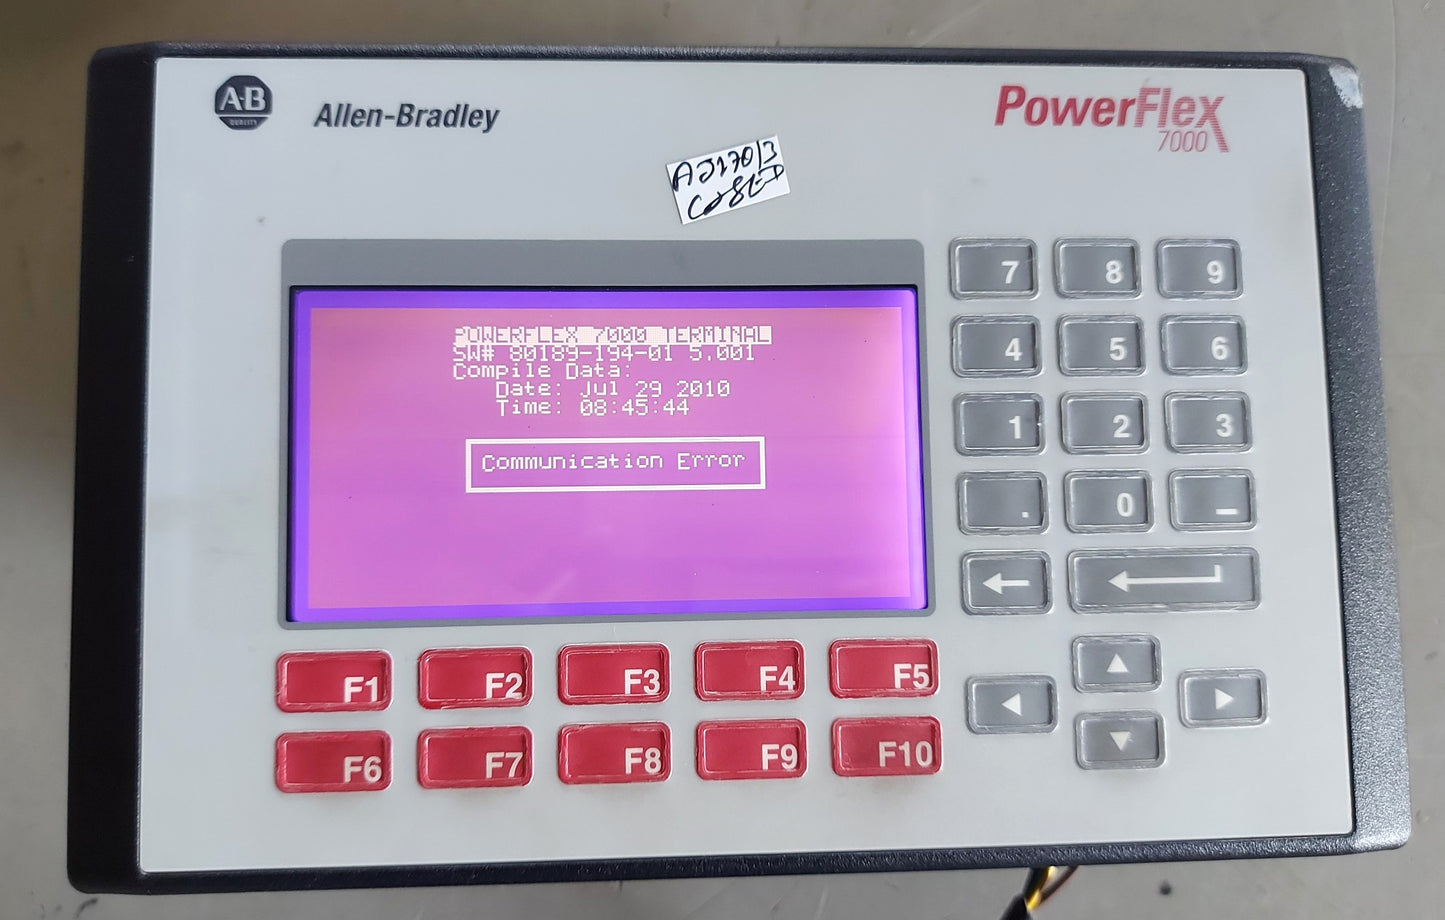 A-B
QUALITY
Allen-Bradley
PowerFlex
7000
POWERFLEX 7000 TERMINAL
SW# 80189-194-01 5.001
Compile Data:
Date: Jul 29 2010
Time: 08:45:44
Communication Error
7 8 9
4 5 6
1 2 3
. 0 –
F1 F2 F3 F4 F5
F6 F7 F8 F9 F10